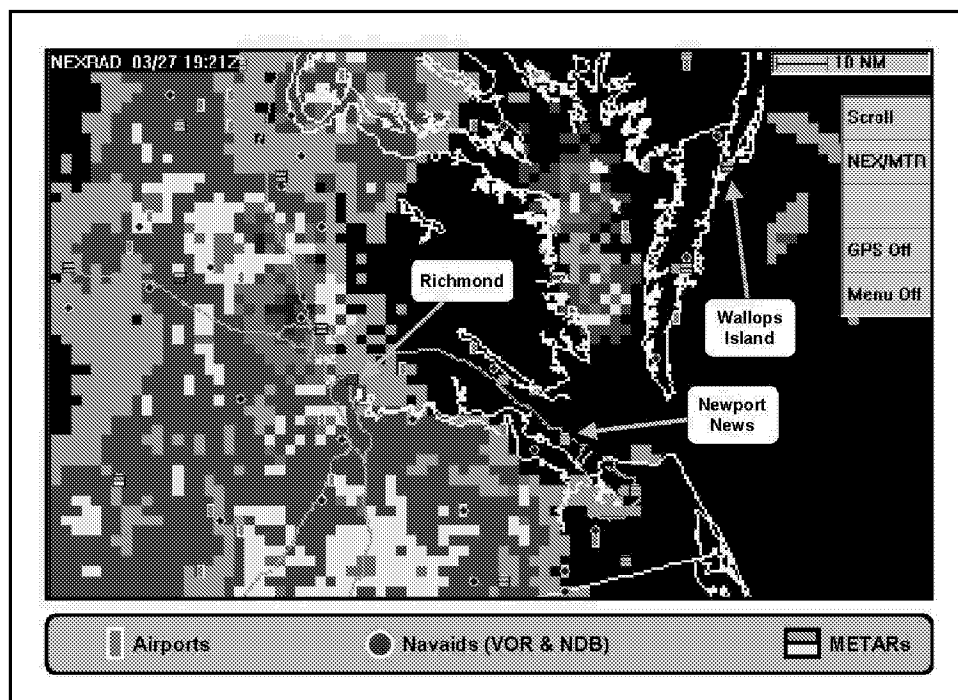 NEXRAD 03/27 19:21Z
10 NM
Scroll
NEX/MTR
GPS Off
Menu Off
Richmond
Wallops
Island
Newport
News
Airports
Navaids (VOR & NDB)
METARs